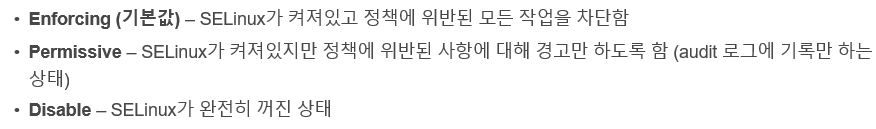 • Enforcing (기본값) – SELinux가 켜져있고 정책에 위반된 모든 작업을 차단함
• Permissive – SELinux가 켜져있지만 정책에 위반된 사항에 대해 경고만 하도록 함 (audit 로그에 기록만 하는
상태)
• Disable – SELinux가 완전히 꺼진 상태